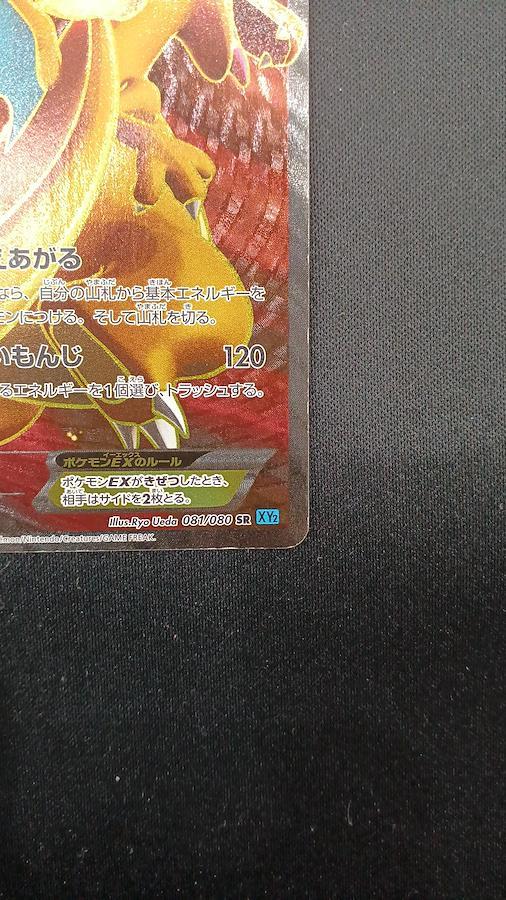 えあがる
なら、自分の山札から基本エネルギーを
モンにつける。そして山札を切る。
いもんじ 120
るエネルギーを1個選び、トラッシュする。
ポケモンEXのルール
ポケモンEXがきぜつしたとき、
相手はサイドを2枚とる。
Illus.Ryo Ueda 081/080 SR XY2
émon/Nintendo/Creatures/GAME FREAK.